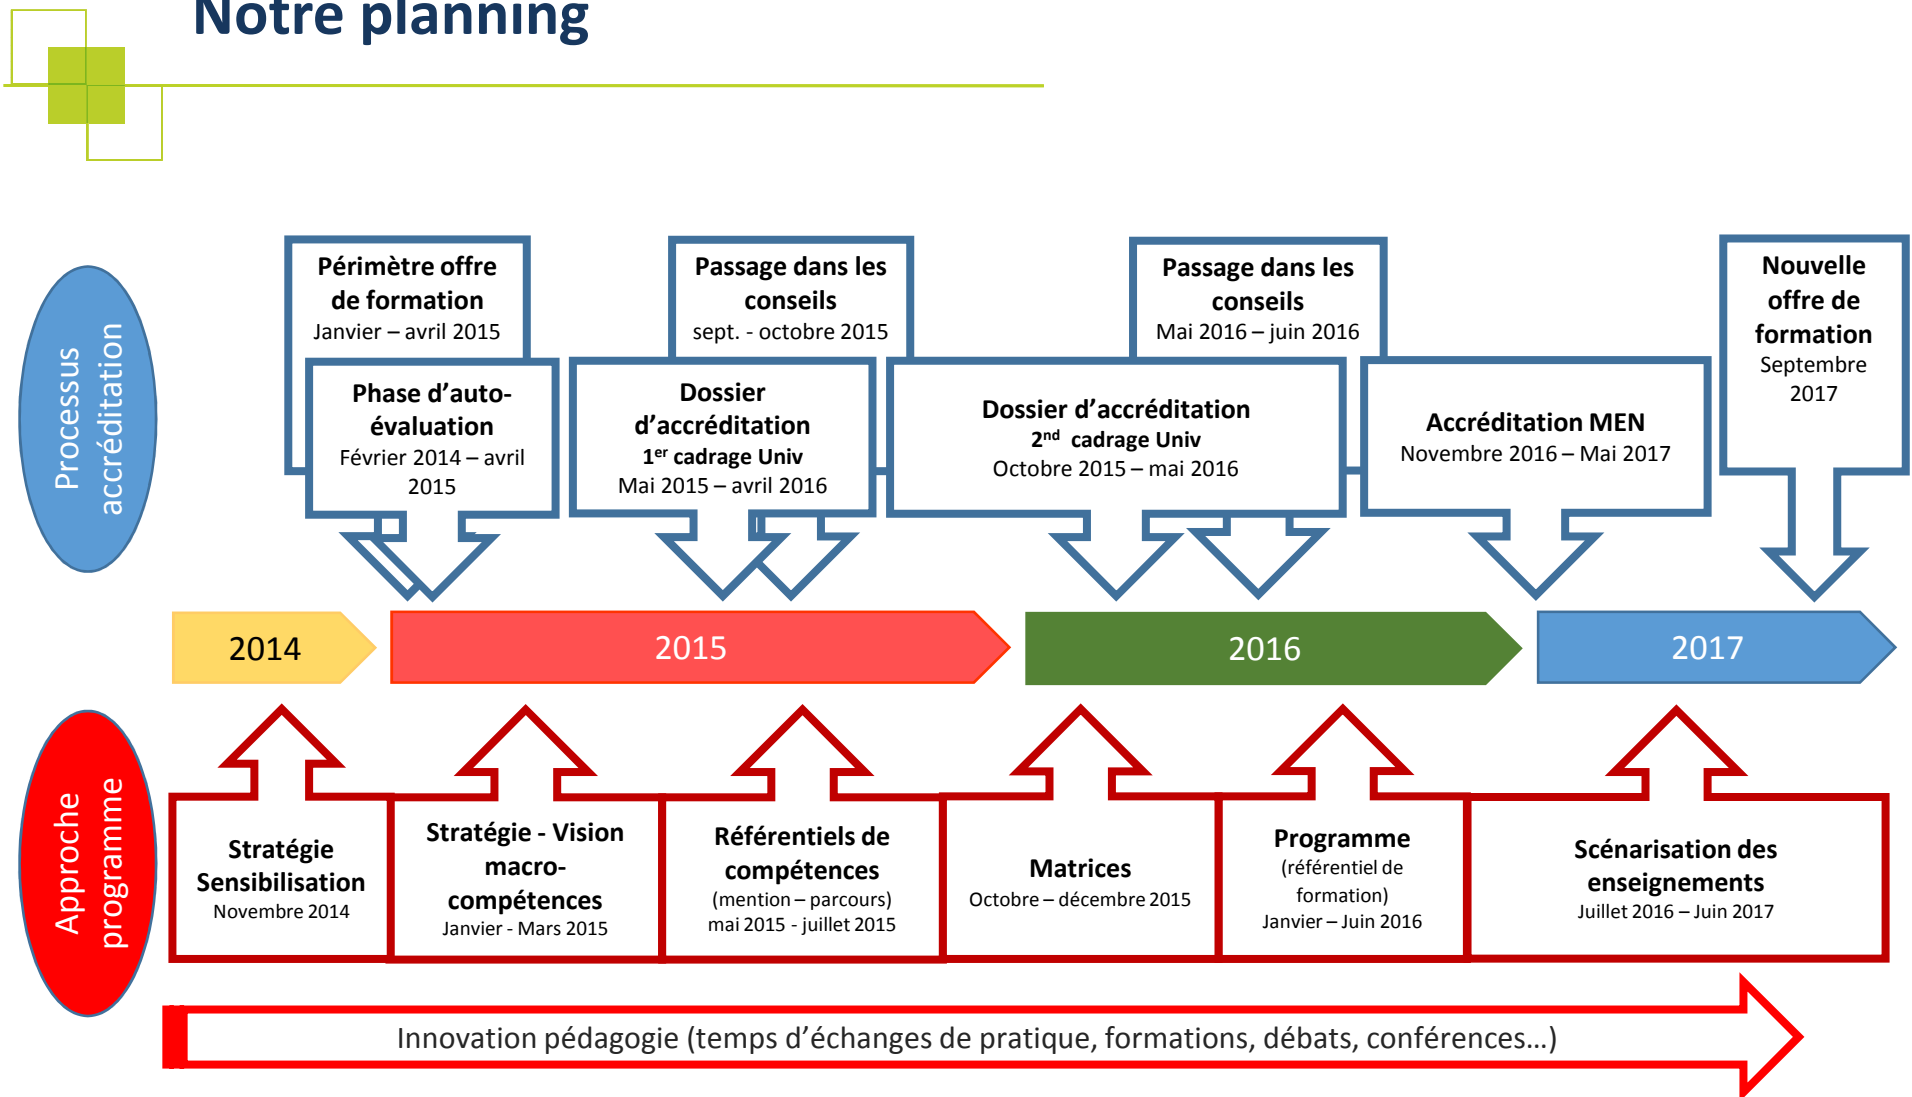 Notre planning
Processus
accréditation
Périmètre offre
de formation
Janvier – avril 2015
Phase d'auto-
évaluation
Février 2014 – avril
2015
Passage dans les
conseils
sept. - octobre 2015
Dossier
d'accréditation
1er cadrage Univ
Mai 2015 – avril 2016
Dossier d'accréditation
2nd cadrage Univ
Octobre 2015 – mai 2016
Passage dans les
conseils
Mai 2016 – juin 2016
Accréditation MEN
Novembre 2016 – Mai 2017
Nouvelle
offre de
formation
Septembre
2017
2014
2015
2016
2017
Approche
programme
Stratégie
Sensibilisation
Novembre 2014
Stratégie - Vision
macro-
compétences
Janvier - Mars 2015
Référentiels de
compétences
(mention – parcours)
mai 2015 - juillet 2015
Matrices
Octobre – décembre 2015
Programme
(référentiel de
formation)
Janvier – Juin 2016
Scénarisation des
enseignements
Juillet 2016 – Juin 2017
Innovation pédagogie (temps d'échanges de pratique, formations, débats, conférences…)